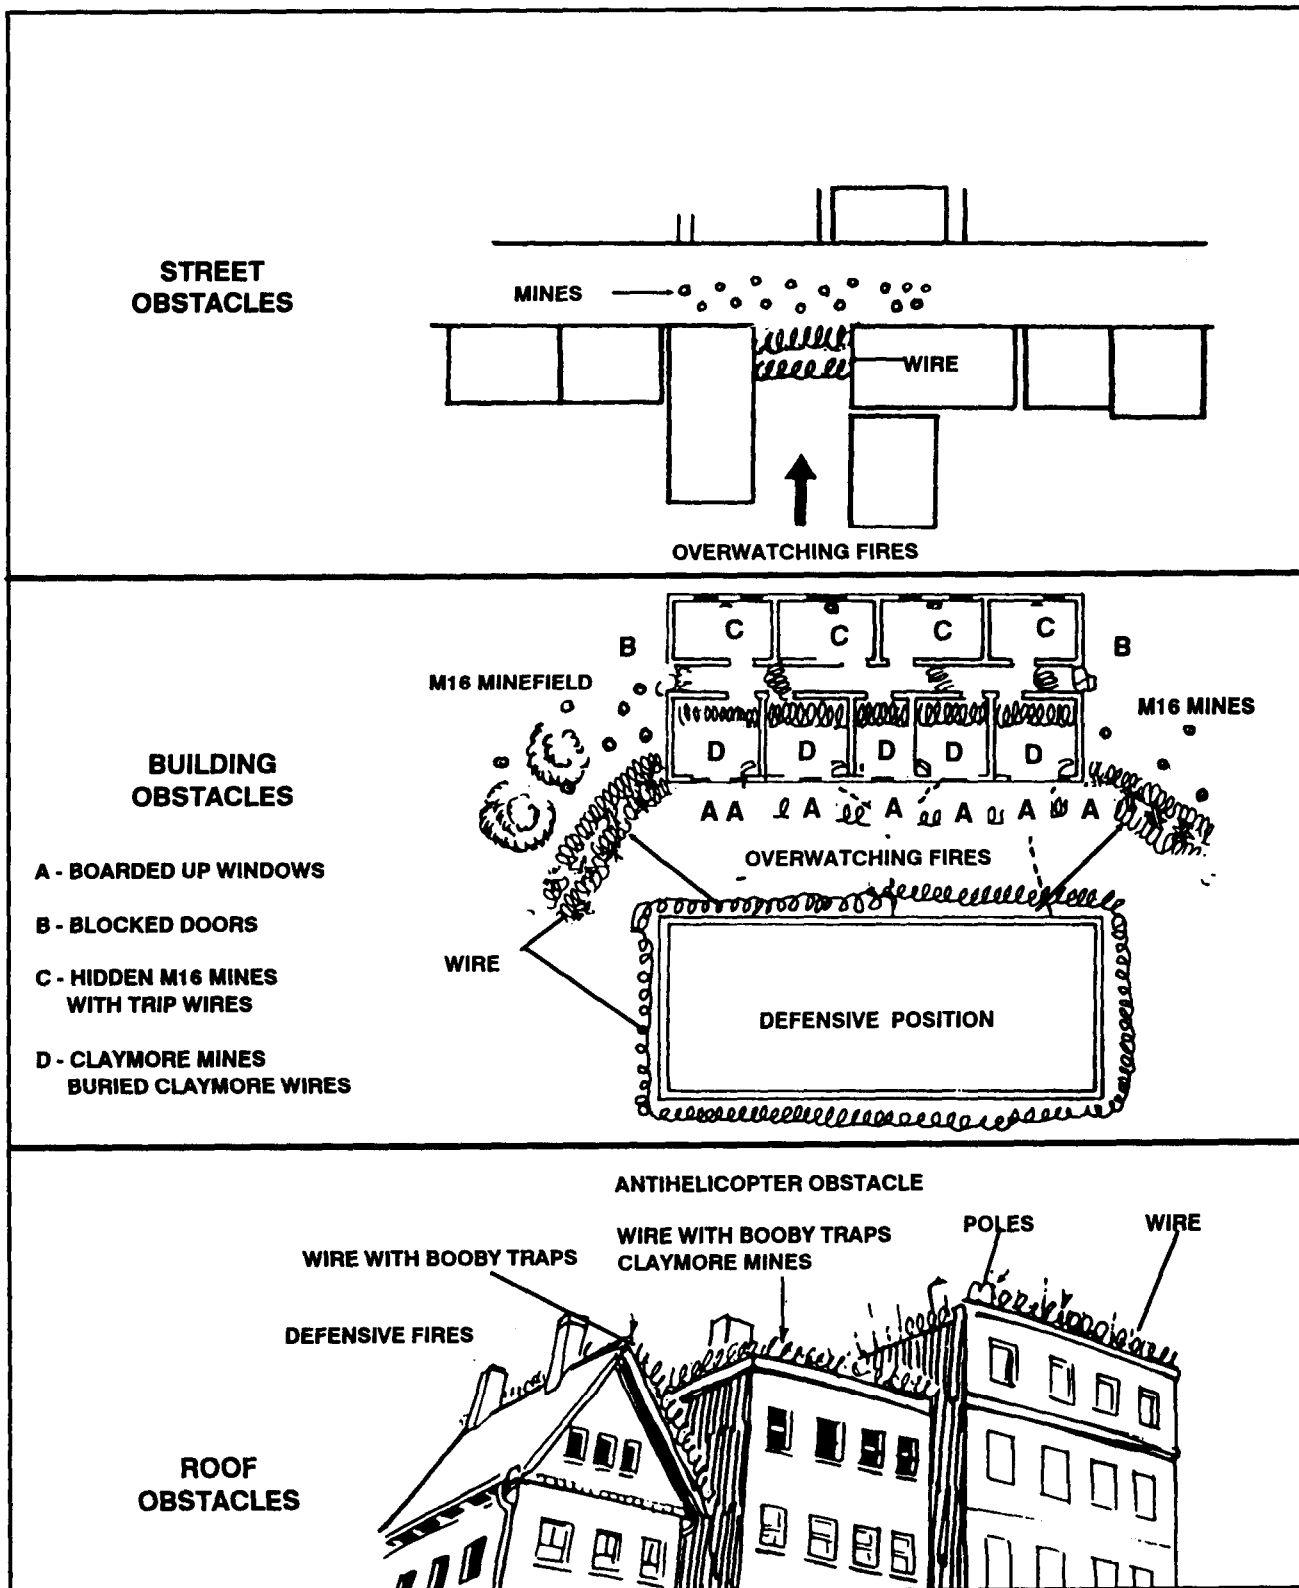 STREET
OBSTACLES
MINES
WIRE
OVERWATCHING FIRES
BUILDING
OBSTACLES
A - BOARDED UP WINDOWS
B - BLOCKED DOORS
C - HIDDEN M16 MINES
WITH TRIP WIRES
D - CLAYMORE MINES
BURIED CLAYMORE WIRES
B
C
C
C
C
B
M16 MINEFIELD
M16 MINES
D
D
D
D
D
A A
A
A
A
A
A
OVERWATCHING FIRES
WIRE
DEFENSIVE POSITION
ROOF
OBSTACLES
ANTIHELICOPTER OBSTACLE
WIRE WITH BOOBY TRAPS
WIRE WITH BOOBY TRAPS
CLAYMORE MINES
POLES
WIRE
DEFENSIVE FIRES